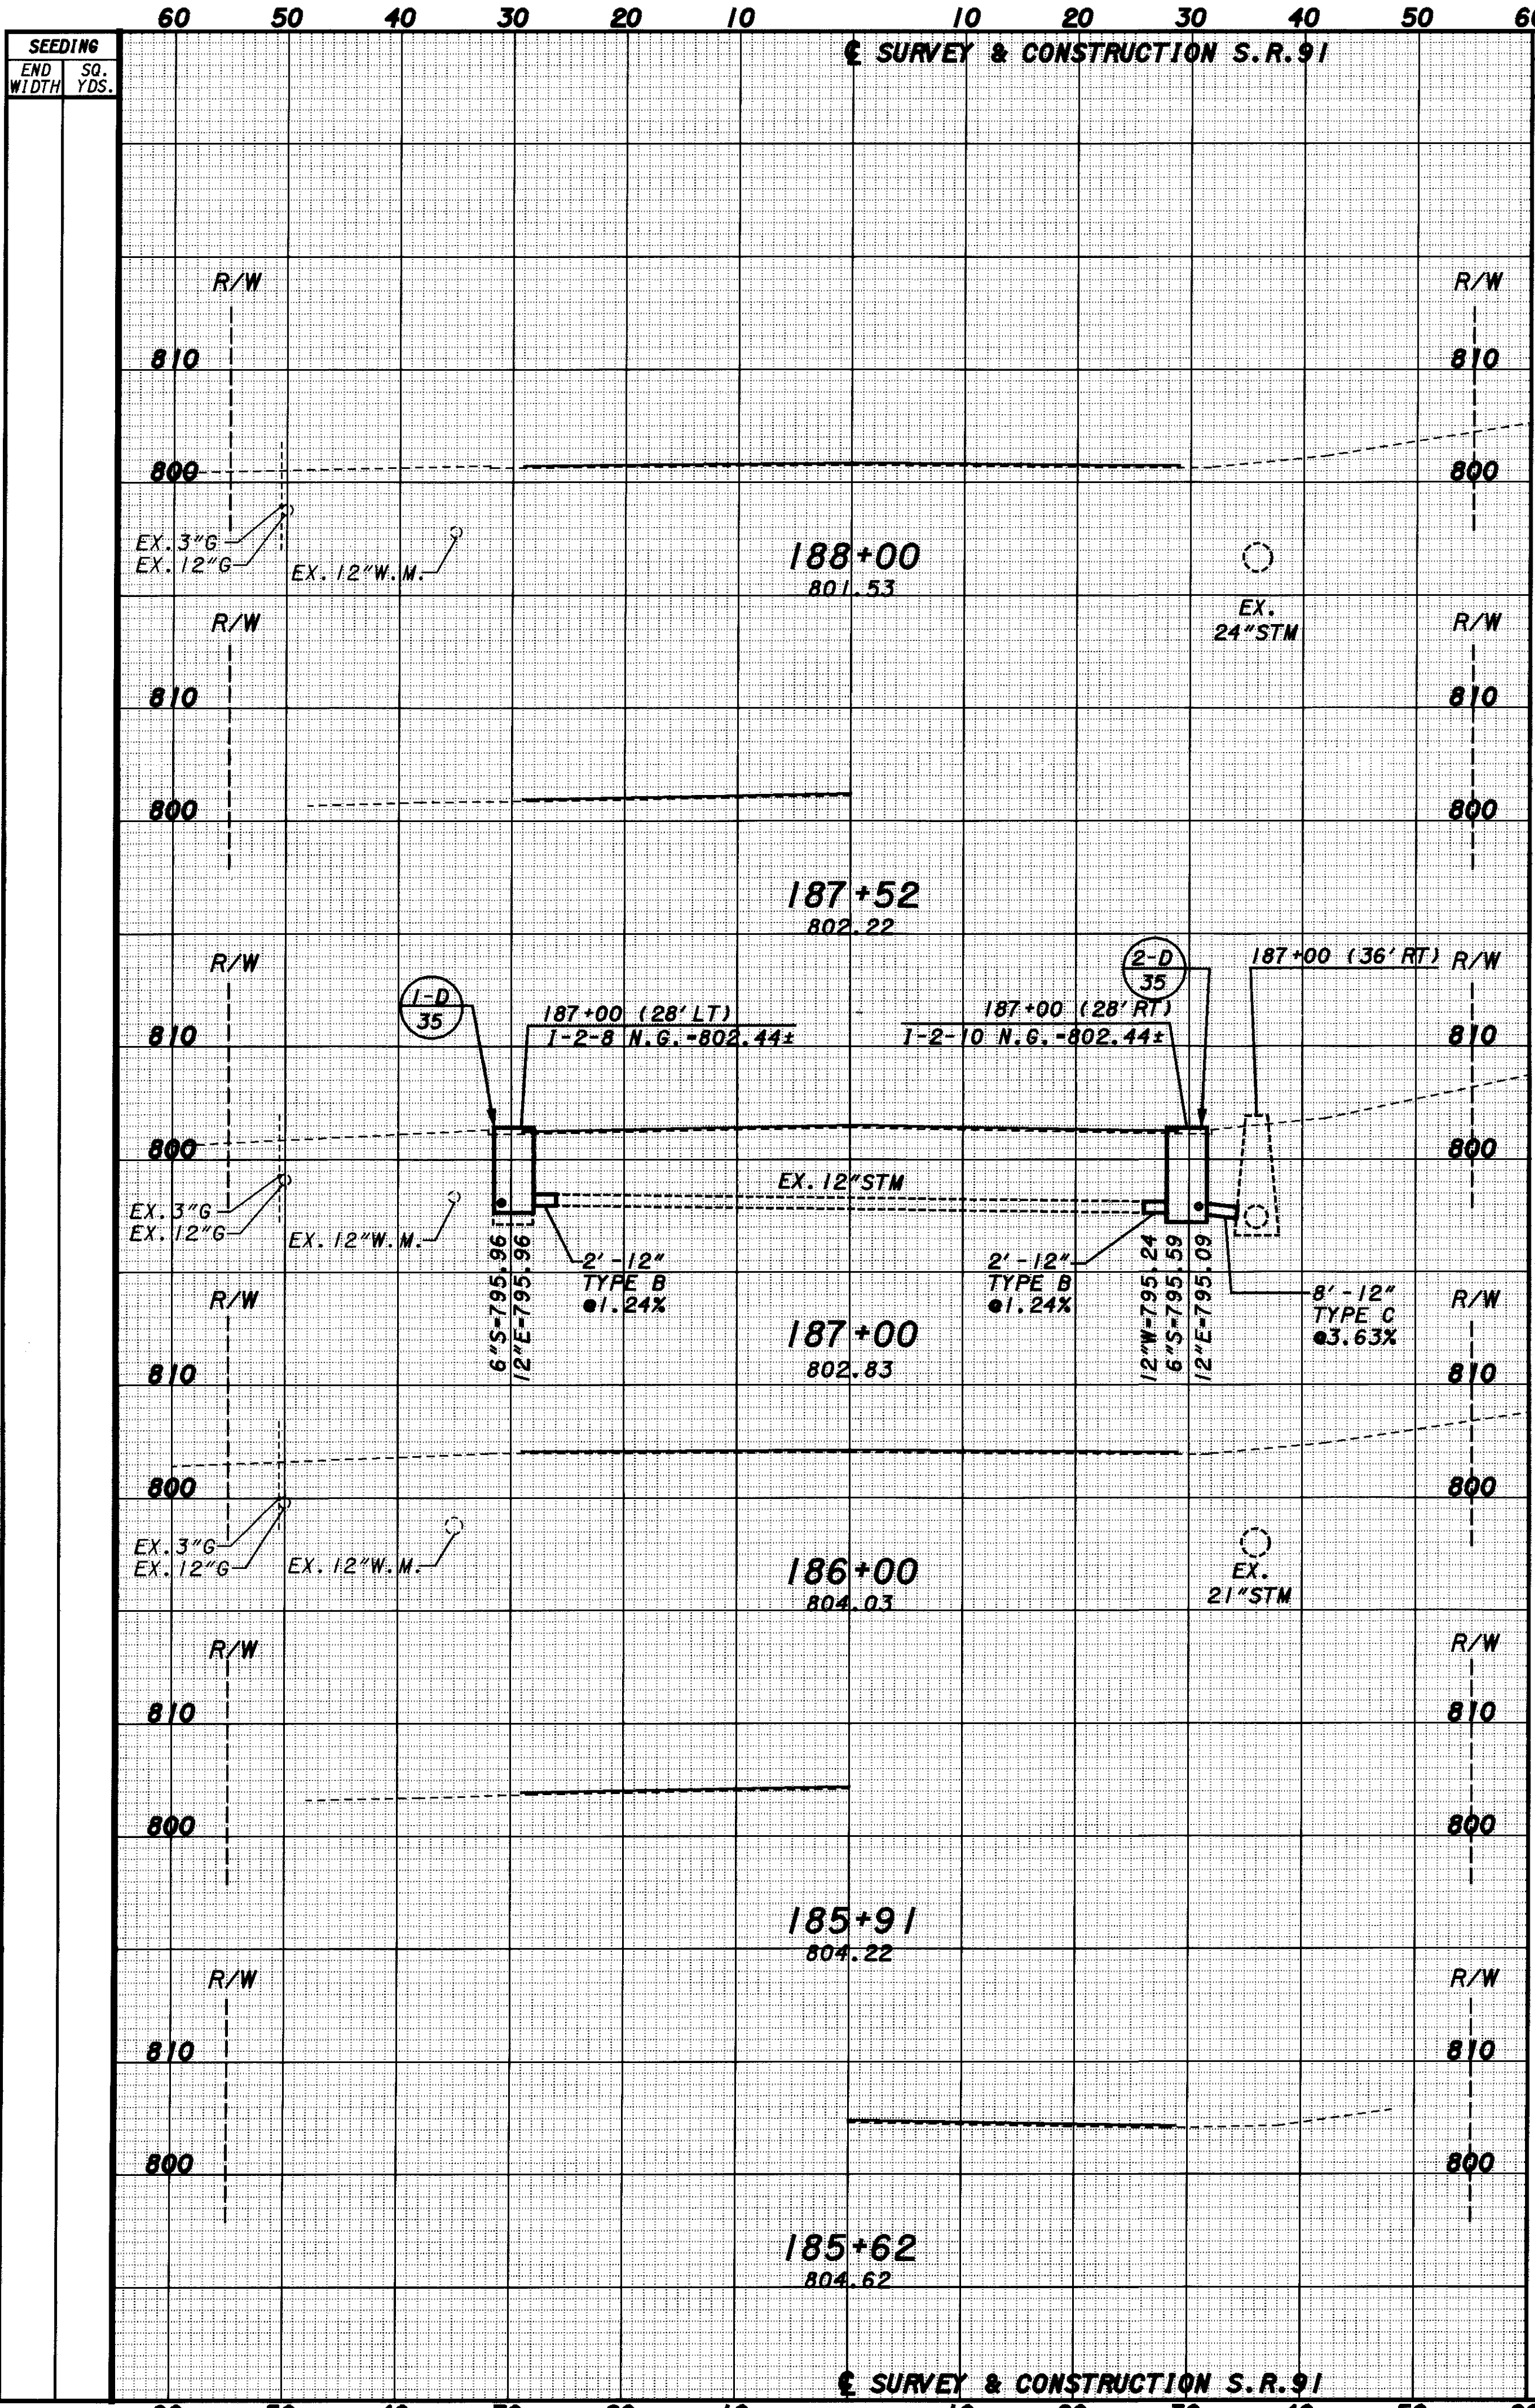 60 50 40 30 20 10 10 20 30 40 50
SEEDING
END WIDTH
SQ. YDS.
℄ SURVEY & CONSTRUCTION S.R.91
R/W R/W
810 810
800 800
EX.3"G
EX.12"G
EX.12"W.M.
188+00
801.53
EX.
24"STM
R/W R/W
810 810
800 800
187+52
802.22
R/W R/W
1-D
35
187+00 (28' LT)
I-2-8 N.G.=802.44±
2-D
35
187+00 (28' RT)
I-2-10 N.G.=802.44±
187+00 (36' RT)
810 810
800 800
EX.12"STM
EX.3"G
EX.12"G
EX.12"W.M.
6"S=795.96
12"E=795.96
2'-12"
TYPE B
@1.24%
2'-12"
TYPE B
@1.24%
12"W=795.24
6"S=795.59
12"E=795.09
8'-12"
TYPE C
@3.63%
187+00
802.83
R/W R/W
810 810
800 800
EX.3"G
EX.12"G
EX.12"W.M.
186+00
804.03
EX.
21"STM
R/W R/W
810 810
800 800
185+91
804.22
R/W R/W
810 810
800 800
185+62
804.62
℄ SURVEY & CONSTRUCTION S.R.91